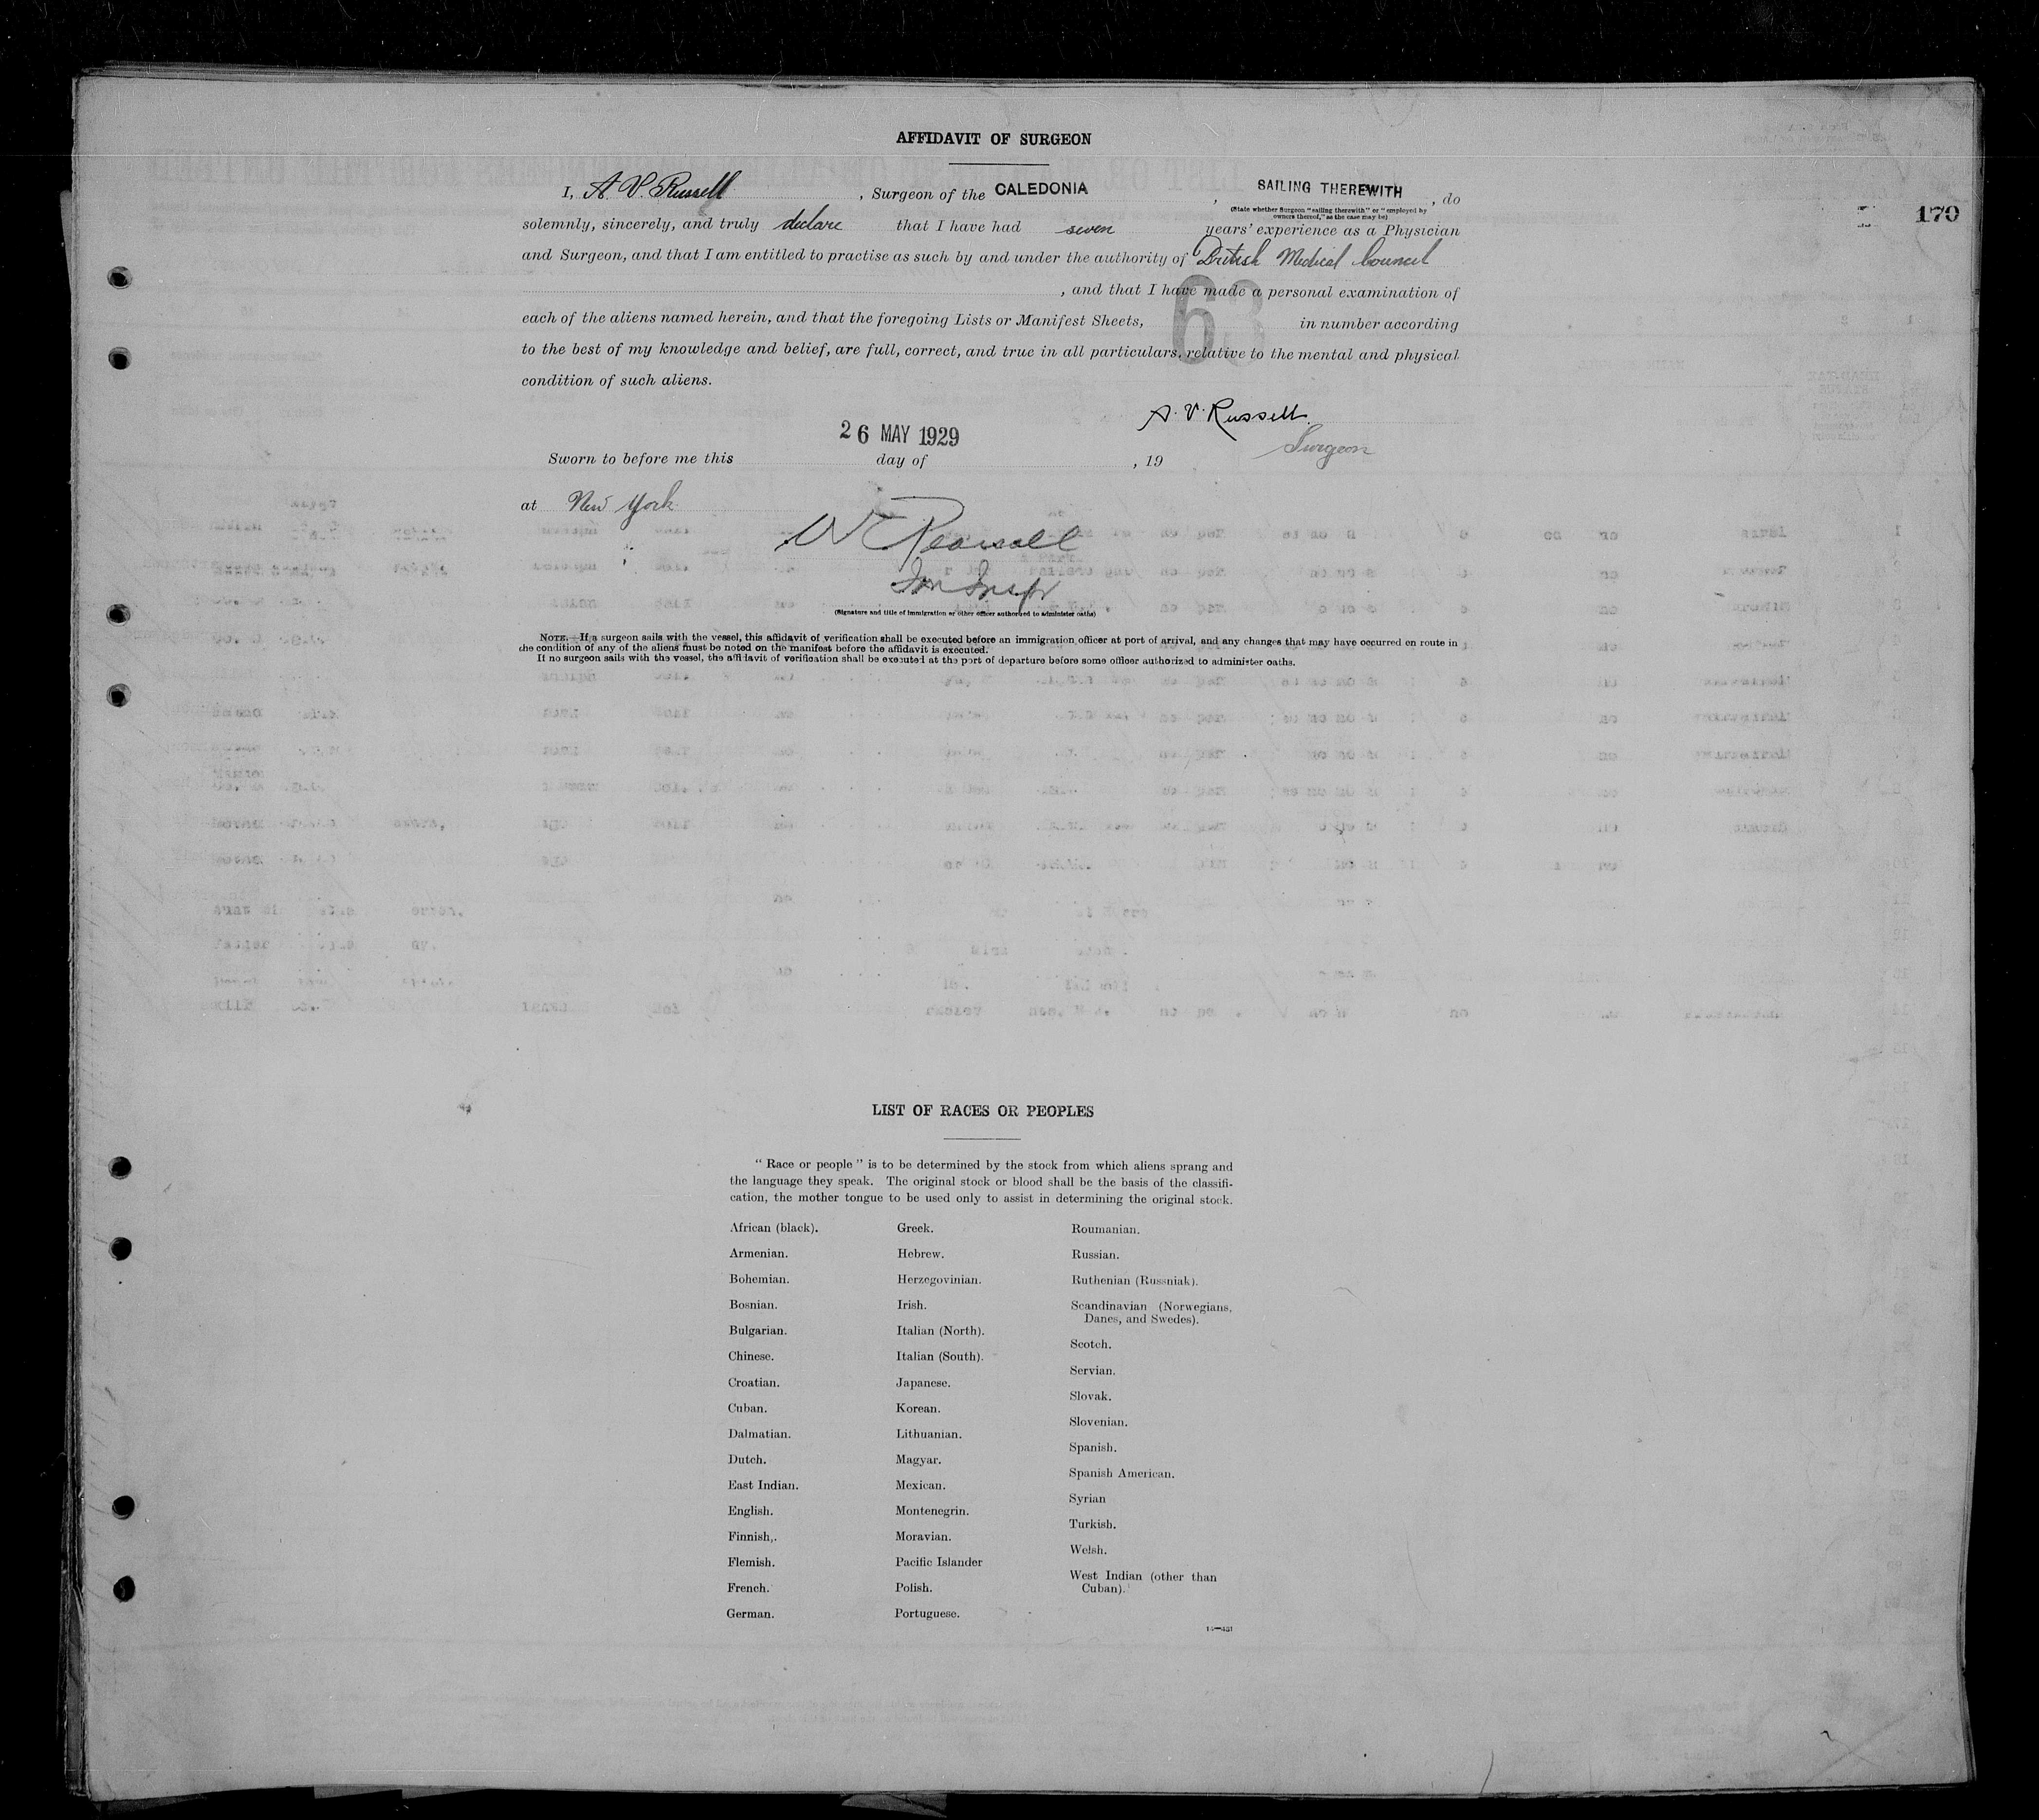 AFFIDAVIT OF SURGEON
I, A. V. Russell , Surgeon of the CALEDONIA , SAILING THEREWITH , do
(State whether Surgeon "sailing therewith" or "employed by
owners thereof," as the case may be)
170
solemnly, sincerely, and truly declare that I have had seven years' experience as a Physician
and Surgeon, and that I am entitled to practise as such by and under the authority of British Medical Council
, and that I have made a personal examination of
63
each of the aliens named herein, and that the foregoing Lists or Manifest Sheets, in number according
to the best of my knowledge and belief, are full, correct, and true in all particulars, relative to the mental and physical
condition of such aliens.
A. V. Russell.
Surgeon
26 MAY 1929
Sworn to before me this day of , 19
at New York
Imm Inspr
(Signature and title of immigration or other officer authorized to administer oaths)
NOTE.—If a surgeon sails with the vessel, this affidavit of verification shall be executed before an immigration officer at port of arrival, and any changes that may have occurred en route in
the condition of any of the aliens must be noted on the manifest before the affidavit is executed.
If no surgeon sails with the vessel, the affidavit of verification shall be executed at the port of departure before some officer authorized to administer oaths.
LIST OF RACES OR PEOPLES
" Race or people " is to be determined by the stock from which aliens sprang and
the language they speak. The original stock or blood shall be the basis of the classifi-
cation, the mother tongue to be used only to assist in determining the original stock.
African (black).
Armenian.
Bohemian.
Bosnian.
Bulgarian.
Chinese.
Croatian.
Cuban.
Dalmatian.
Dutch.
East Indian.
English.
Finnish,.
Flemish.
French.
German.
Greek.
Hebrew.
Herzegovinian.
Irish.
Italian (North).
Italian (South).
Japanese.
Korean.
Lithuanian.
Magyar.
Mexican.
Montenegrin.
Moravian.
Pacific Islander
Polish.
Portuguese.
Roumanian.
Russian.
Ruthenian (Russniak).
Scandinavian (Norwegians,
Danes, and Swedes).
Scotch.
Servian.
Slovak.
Slovenian.
Spanish.
Spanish American.
Syrian
Turkish.
Welsh.
West Indian (other than
Cuban).